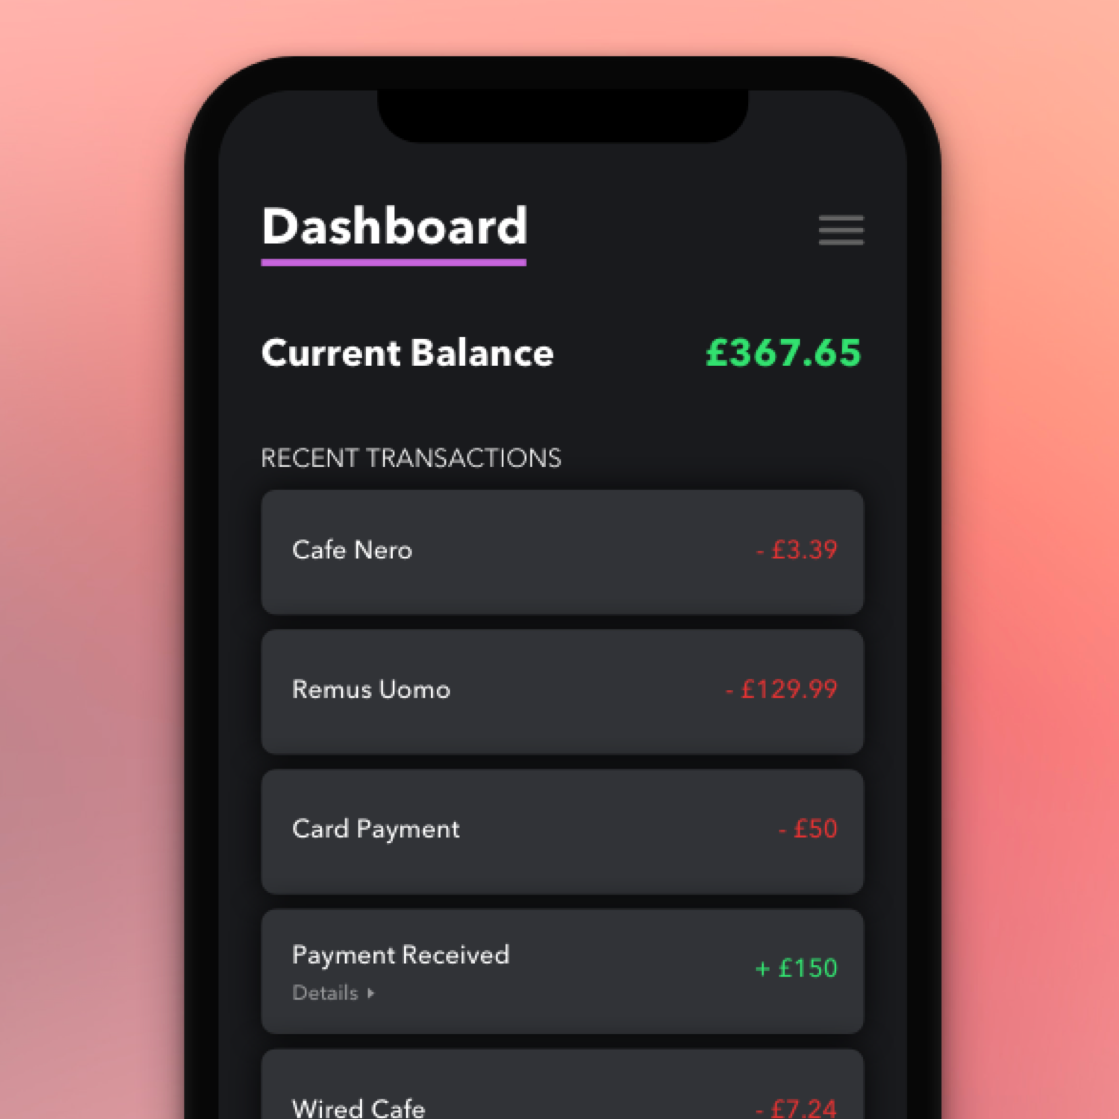 Dashboard
Current Balance £367.65
RECENT TRANSACTIONS
Cafe Nero - £3.39
Remus Uomo - £129.99
Card Payment - £50
Payment Received + £150
Details
Wired Cafe - £7.24